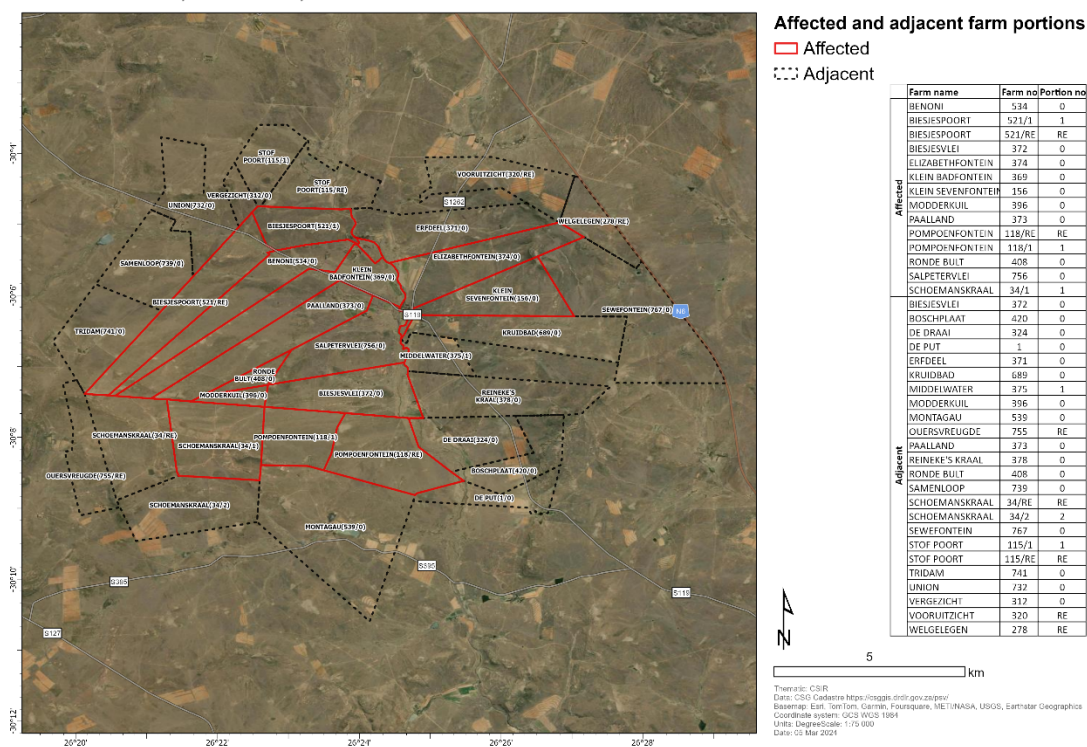 Affected and adjacent farm portions
Affected
Adjacent
Farm name Farm no Portion no
Affected
BENONI 534 0
BIESJESPOORT 521/1 1
BIESJESPOORT 521/RE RE
BIESJESVLEI 372 0
ELIZABETHFONTEIN 374 0
KLEIN BADFONTEIN 369 0
KLEIN SEVENFONTEIN 156 0
MODDERKUIL 396 0
PAALLAND 373 0
POMPOENFONTEIN 118/RE RE
POMPOENFONTEIN 118/1 1
RONDE BULT 408 0
SALPETERVLEI 756 0
SCHOEMANSKRAAL 34/1 1
Adjacent
BIESJESVLEI 372 0
BOSCHPLAAT 420 0
DE DRAAI 324 0
DE PUT 1 0
ERFDEEL 371 0
KRUIDBAD 689 0
MIDDELWATER 375 1
MODDERKUIL 396 0
MONTAGAU 539 0
OUERSVREUGDE 755 RE
PAALLAND 373 0
REINEKE'S KRAAL 378 0
RONDE BULT 408 0
SAMENLOOP 739 0
SCHOEMANSKRAAL 34/RE RE
SCHOEMANSKRAAL 34/2 2
SEWEFONTEIN 767 0
STOF POORT 115/1 1
STOF POORT 115/RE RE
TRIDAM 741 0
UNION 732 0
VERGEZICHT 312 0
VOORUITZICHT 320 RE
WELGELEGEN 278 RE
STOF
POORT(115/1)
STOF
POORT(115/RE)
VOORUITZICHT(320/RE)
VERGEZICHT(312/0)
UNION(732/0)
S1262
WELGELEGEN(278/RE)
BIESJESPOORT(521/1)
ERFDEEL(371/0)
ELIZABETHFONTEIN(374/0)
BENONI(534/0)
SAMENLOOP(739/0)
KLEIN
BADFONTEIN(369/0)
KLEIN
SEVENFONTEIN(156/0)
BIESJESPOORT(521/RE)
PAALLAND(373/0)
SEWEFONTEIN(767/0)
N6
S118
TRIDAM(741/0)
KRUIDBAD(689/0)
SALPETERVLEI(756/0)
MIDDELWATER(375/1)
RONDE
BULT(408/0)
MODDERKUIL(396/0)
BIESJESVLEI(372/0)
REINEKE'S
KRAAL(378/0)
SCHOEMANSKRAAL(34/RE)
POMPOENFONTEIN(118/1)
SCHOEMANSKRAAL(34/1)
DE DRAAI(324/0)
POMPOENFONTEIN(118/RE)
OUERSVREUGDE(755/RE)
BOSCHPLAAT(420/0)
SCHOEMANSKRAAL(34/2)
DE PUT(1/0)
MONTAGAU(539/0)
S395
S395
S119
S127
-30°4'
-30°6'
-30°8'
-30°10'
-30°12'
26°20'
26°22'
26°24'
26°26'
26°28'
N
5
km
Thematic: CSIR
Data: CSG Cadastre https://csggis.drdlr.gov.za/psv/
Basemap: Esri, TomTom, Garmin, Foursquare, METI/NASA, USGS, Earthstar Geographics
Coordinate system: GCS WGS 1984
Units: DegreeScale: 1:75 000
Date: 05 Mar 2024